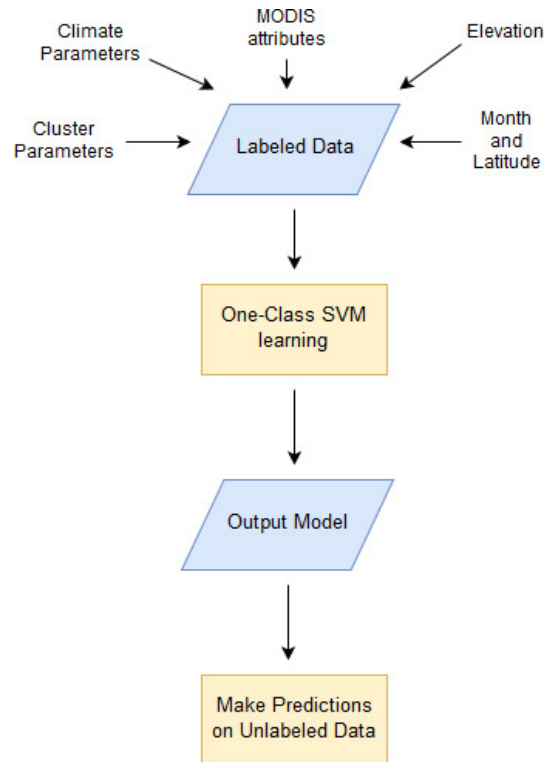 Climate
Parameters
MODIS
attributes
Elevation
Cluster
Parameters
Labeled Data
Month
and
Latitude
One-Class SVM
learning
Output Model
Make Predictions
on Unlabeled Data